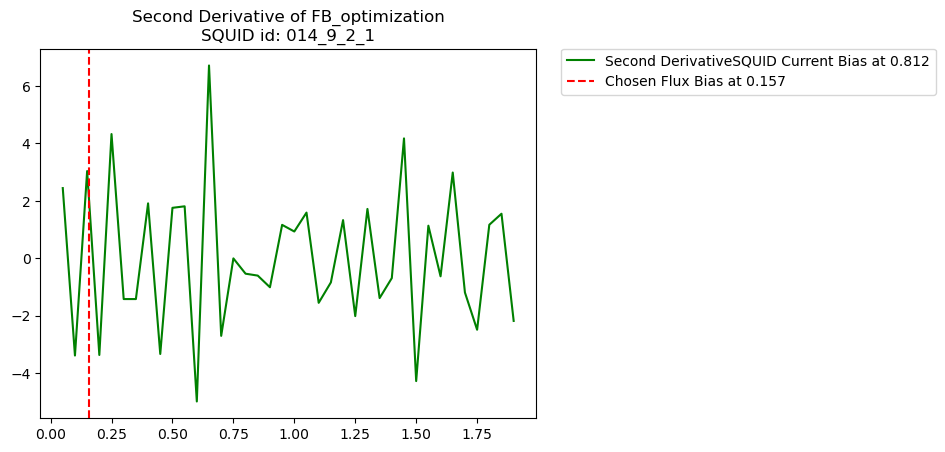 Second Derivative of FB_optimization
SQUID id: 014_9_2_1
Second DerivativeSQUID Current Bias at 0.812
Chosen Flux Bias at 0.157
6
4
2
0
−2
−4
0.00 0.25 0.50 0.75 1.00 1.25 1.50 1.75